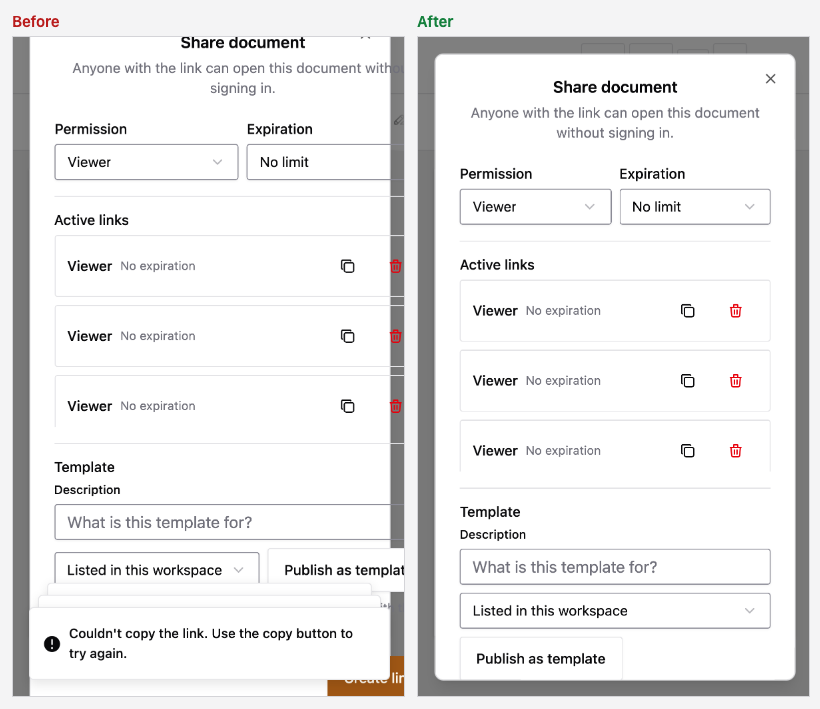 Before
Share document
Anyone with the link can open this document
signing in.
Permission
Expiration
Viewer
No limit
Active links
Viewer No expiration
Viewer No expiration
Viewer No expiration
Template
Description
What is this template for?
Listed in this workspace
Publish as
Couldn't copy the link. Use the copy button to
try again.
Create
After
Share document
Anyone with the link can open this document
without signing in.
Permission
Expiration
Viewer
No limit
Active links
Viewer No expiration
Viewer No expiration
Viewer No expiration
Template
Description
What is this template for?
Listed in this workspace
Publish as template